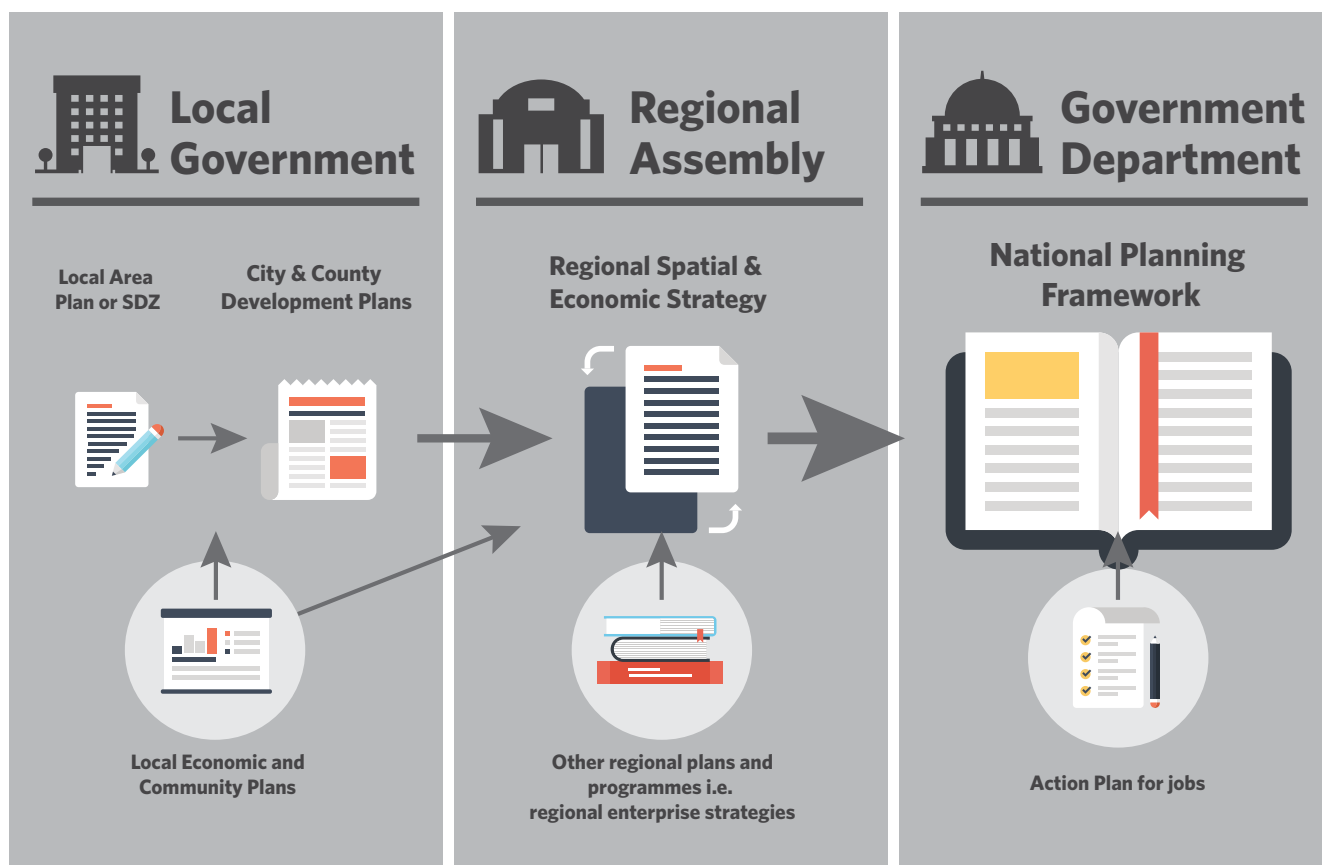 Local
Government
Local Area
Plan or SDZ
City & County
Development Plans
Local Economic and
Community Plans
Regional
Assembly
Regional Spatial &
Economic Strategy
Other regional plans and
programmes i.e.
regional enterprise strategies
Government
Department
National Planning
Framework
Action Plan for jobs